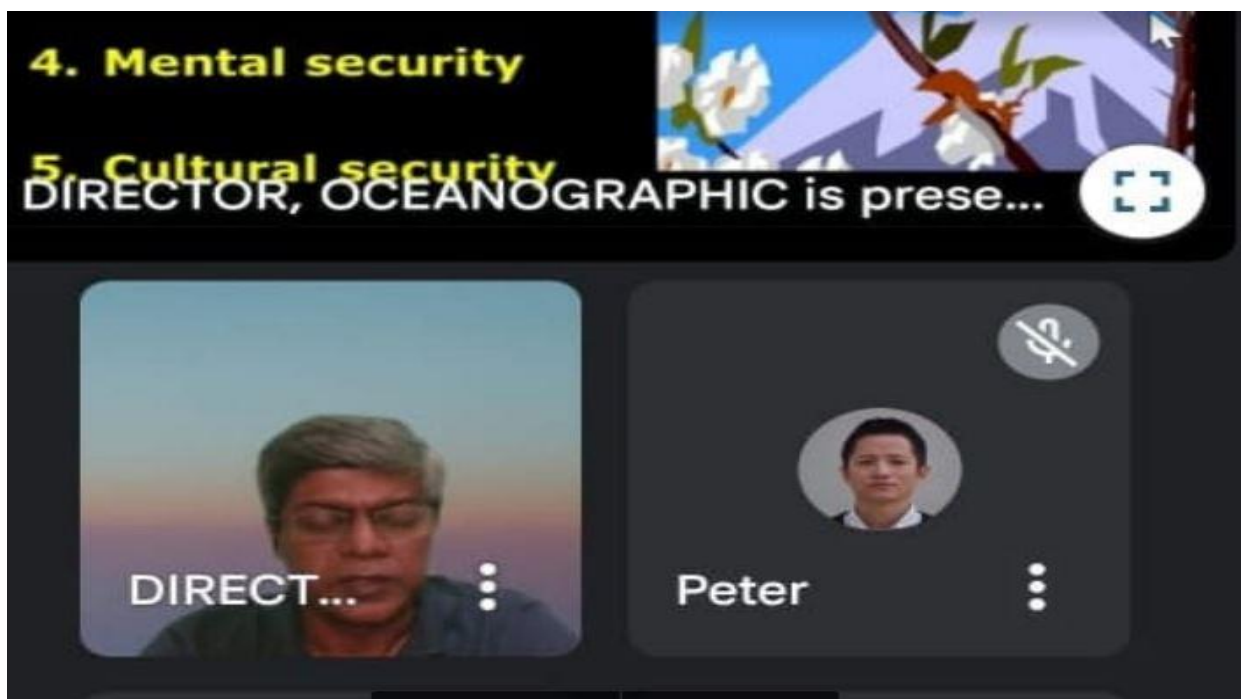 4. Mental security
5. Cultural security
DIRECTOR, OCEANOGRAPHIC is prese...
DIRECT...
Peter